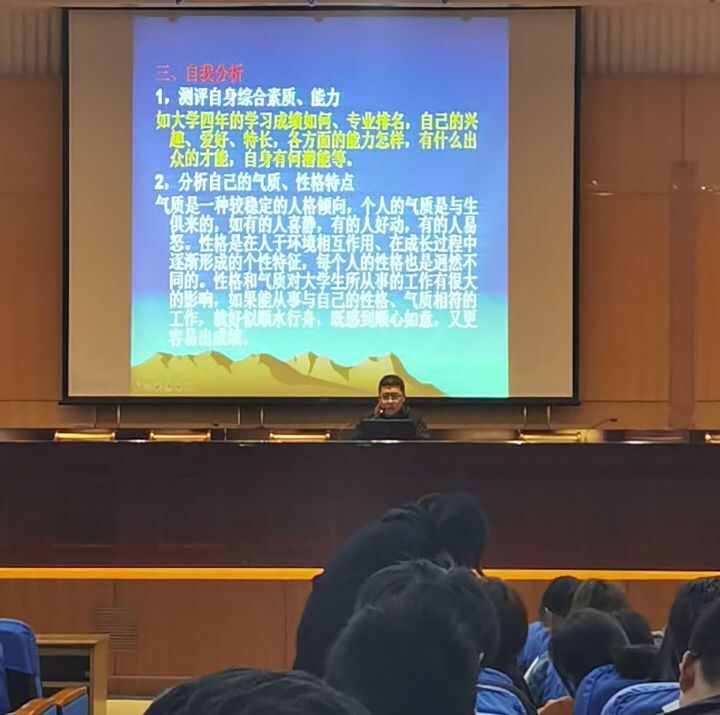 三、自我分析
1，测评自身综合素质、能力
如大学四年的学习成绩如何、专业排名，自己的兴
趣、爱好、特长，各方面的能力怎样，有什么出
众的才能，自身有何潜能等。
2，分析自己的气质、性格特点
气质是一种较稳定的人格倾向，个人的气质是与生
俱来的，如有的人喜静，有的人好动，有的人易
怒。性格是在人于环境相互作用、在成长过程中
逐渐形成的个性特征，每个人的性格也是迥然不
同的。性格和气质对大学生所从事的工作有很大
的影响，如果能从事与自己的性格、气质相符的
工作，就好似顺水行身，既感到顺心如意，又更
容易出成绩。